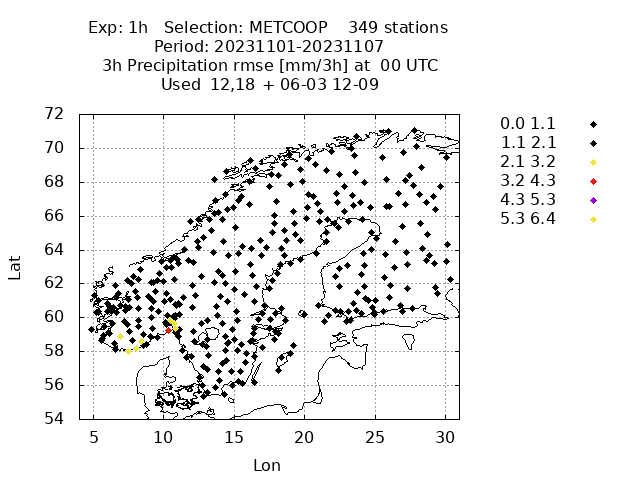 Exp: 1h   Selection: METCOOP    349 stations
Period: 20231101-20231107
3h Precipitation rmse [mm/3h] at  00 UTC
Used  12,18 + 06-03 12-09
72
70
68
66
64
62
60
58
56
54
Lat
5 10 15 20 25 30
Lon
0.0 1.1
1.1 2.1
2.1 3.2
3.2 4.3
4.3 5.3
5.3 6.4